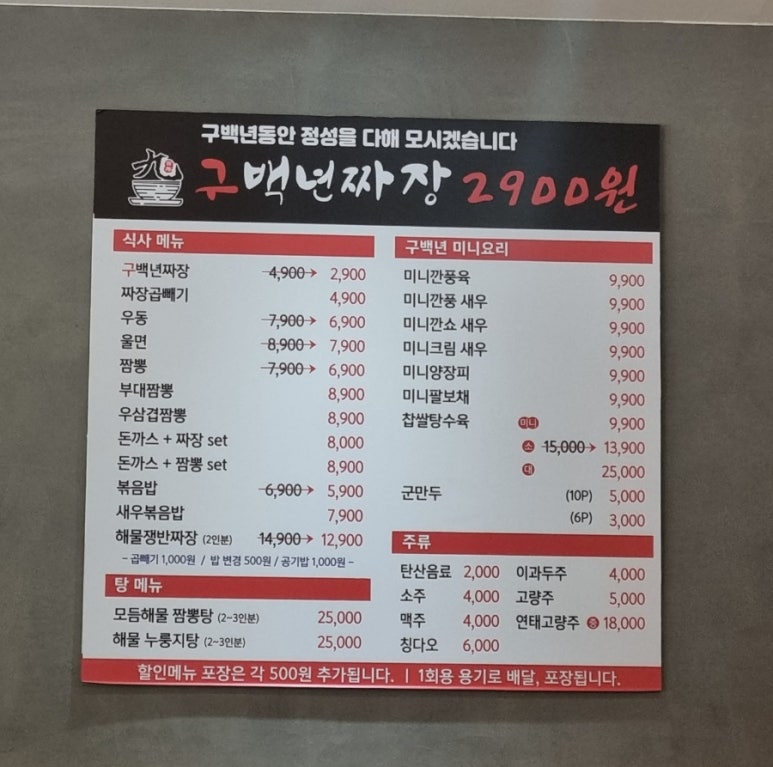 구백년동안 정성을 다해 모시겠습니다
九
구백년짜장 2900원
식사 메뉴
구백년짜장 4,900→ 2,900
짜장곱빼기 4,900
우동 7,900→ 6,900
울면 8,900→ 7,900
짬뽕 7,900→ 6,900
부대짬뽕 8,900
우삼겹짬뽕 8,900
돈까스 + 짜장 set 8,000
돈까스 + 짬뽕 set 8,900
볶음밥 6,900→ 5,900
새우볶음밥 7,900
해물쟁반짜장 (2인분) 14,900→ 12,900
- 곱빼기 1,000원 / 밥 변경 500원 / 공기밥 1,000원 -
탕 메뉴
모듬해물 짬뽕탕 (2~3인분) 25,000
해물 누룽지탕 (2~3인분) 25,000
구백년 미니요리
미니깐풍육 9,900
미니깐풍 새우 9,900
미니깐쇼 새우 9,900
미니크림 새우 9,900
미니양장피 9,900
미니팔보채 9,900
찹쌀탕수육 미니 9,900
소 15,000→ 13,900
대 25,000
군만두 (10P) 5,000
(6P) 3,000
주류
탄산음료 2,000 이과두주 4,000
소주 4,000 고량주 5,000
맥주 4,000 연태고량주 18,000
칭다오 6,000
할인메뉴 포장은 각 500원 추가됩니다. | 1회용 용기로 배달, 포장됩니다.